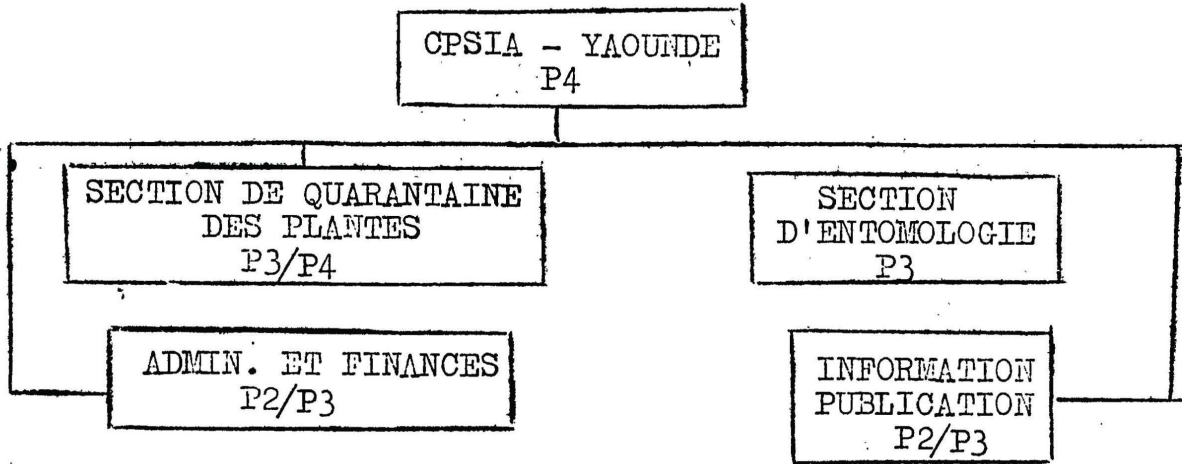 CPSIA - YAOUNDE
P4
SECTION DE QUARANTAINE
DES PLANTES
P3/P4
SECTION
D'ENTOMOLOGIE
P3
ADMIN. ET FINANCES
P2/P3
INFORMATION
PUBLICATION
P2/P3